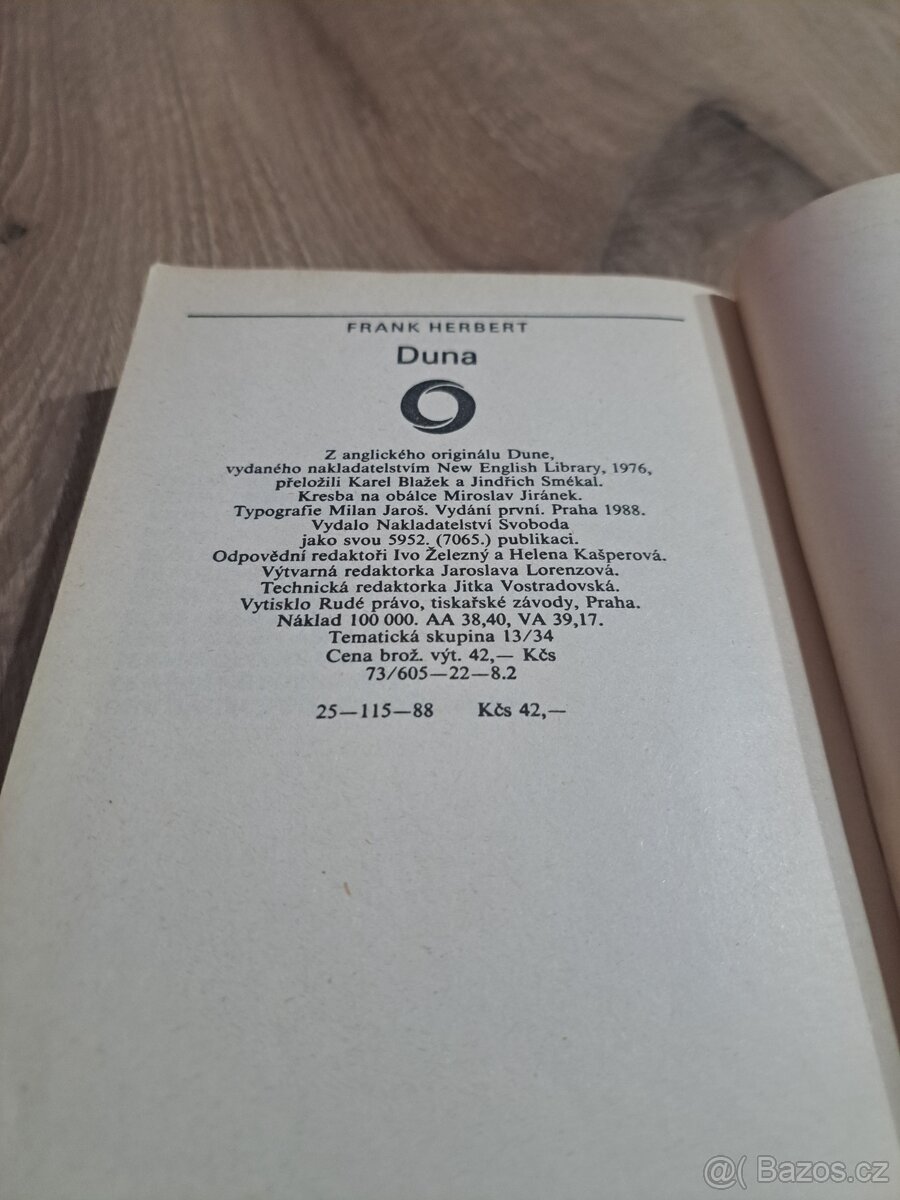 FRANK HERBERT
Duna
Z anglického originálu Dune,
vydaného nakladatelstvím New English Library, 1976,
přeložili Karel Blažek a Jindřich Smékal.
Kresba na obálce Miroslav Jiránek.
Typografie Milan Jaroš. Vydání první. Praha 1988.
Vydalo Nakladatelství Svoboda
jako svou 5952. (7065.) publikaci.
Odpovědní redaktoři Ivo Železný a Helena Kašperová.
Výtvarná redaktorka Jaroslava Lorenzová.
Technická redaktorka Jitka Vostradovská.
Vytisklo Rudé právo, tiskařské závody, Praha.
Náklad 100 000. AA 38,40, VA 39,17.
Tematická skupina 13/34
Cena brož. výt. 42,— Kčs
73/605—22—8.2
25—115—88 Kčs 42,—
@( Bazos.cz